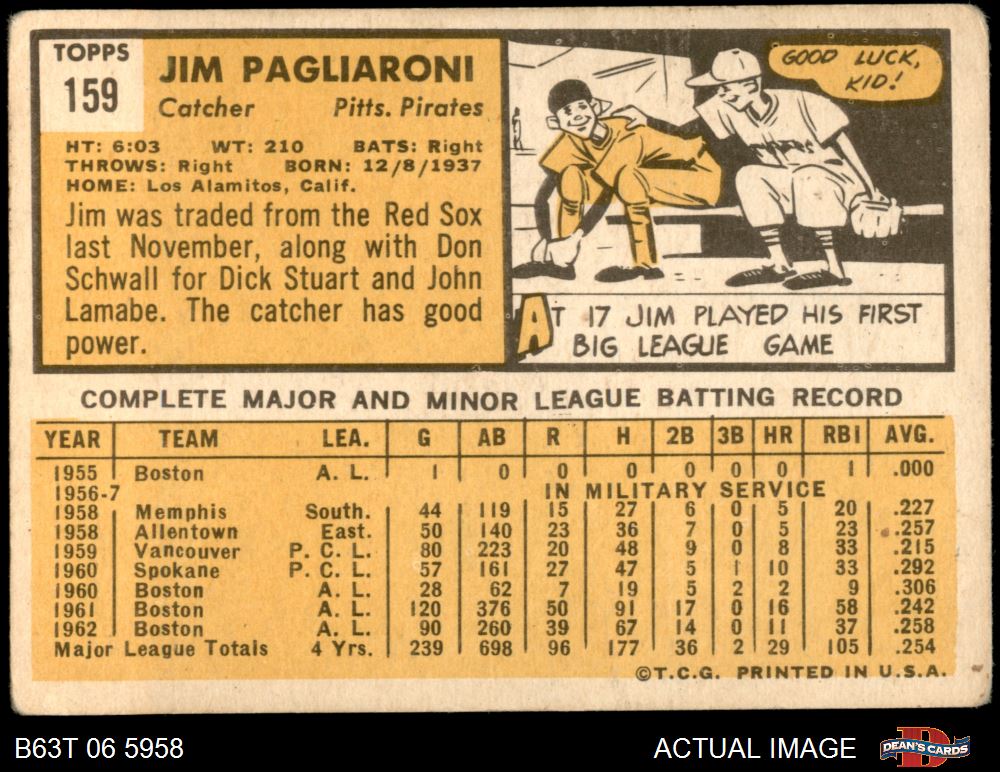 TOPPS
159
JIM PAGLIARONI
Catcher Pitts. Pirates
HT: 6:03 WT: 210 BATS: Right
THROWS: Right BORN: 12/8/1937
HOME: Los Alamitos, Calif.
Jim was traded from the Red Sox
last November, along with Don
Schwall for Dick Stuart and John
Lamabe. The catcher has good
power.
GOOD LUCK,
KID!
AT 17 JIM PLAYED HIS FIRST
BIG LEAGUE GAME
COMPLETE MAJOR AND MINOR LEAGUE BATTING RECORD
YEAR TEAM LEA. G AB R H 2B 3B HR RBI AVG.
1955 Boston A. L. 1 0 0 0 0 0 0 1 .000
1956-7 IN MILITARY SERVICE
1958 Memphis South. 44 119 15 27 6 0 5 20 .227
1958 Allentown East. 50 140 23 36 7 0 5 23 .257
1959 Vancouver P. C. L. 80 223 20 48 9 0 8 33 .215
1960 Spokane P. C. L. 57 161 27 47 5 1 10 33 .292
1960 Boston A. L. 28 62 7 19 5 2 2 9 .306
1961 Boston A. L. 120 376 50 91 17 0 16 58 .242
1962 Boston A. L. 90 260 39 67 14 0 11 37 .258
Major League Totals 4 Yrs. 239 698 96 177 36 2 29 105 .254
©T.C.G. PRINTED IN U.S.A.
B63T 06 5958 ACTUAL IMAGE DEAN'S CARDS